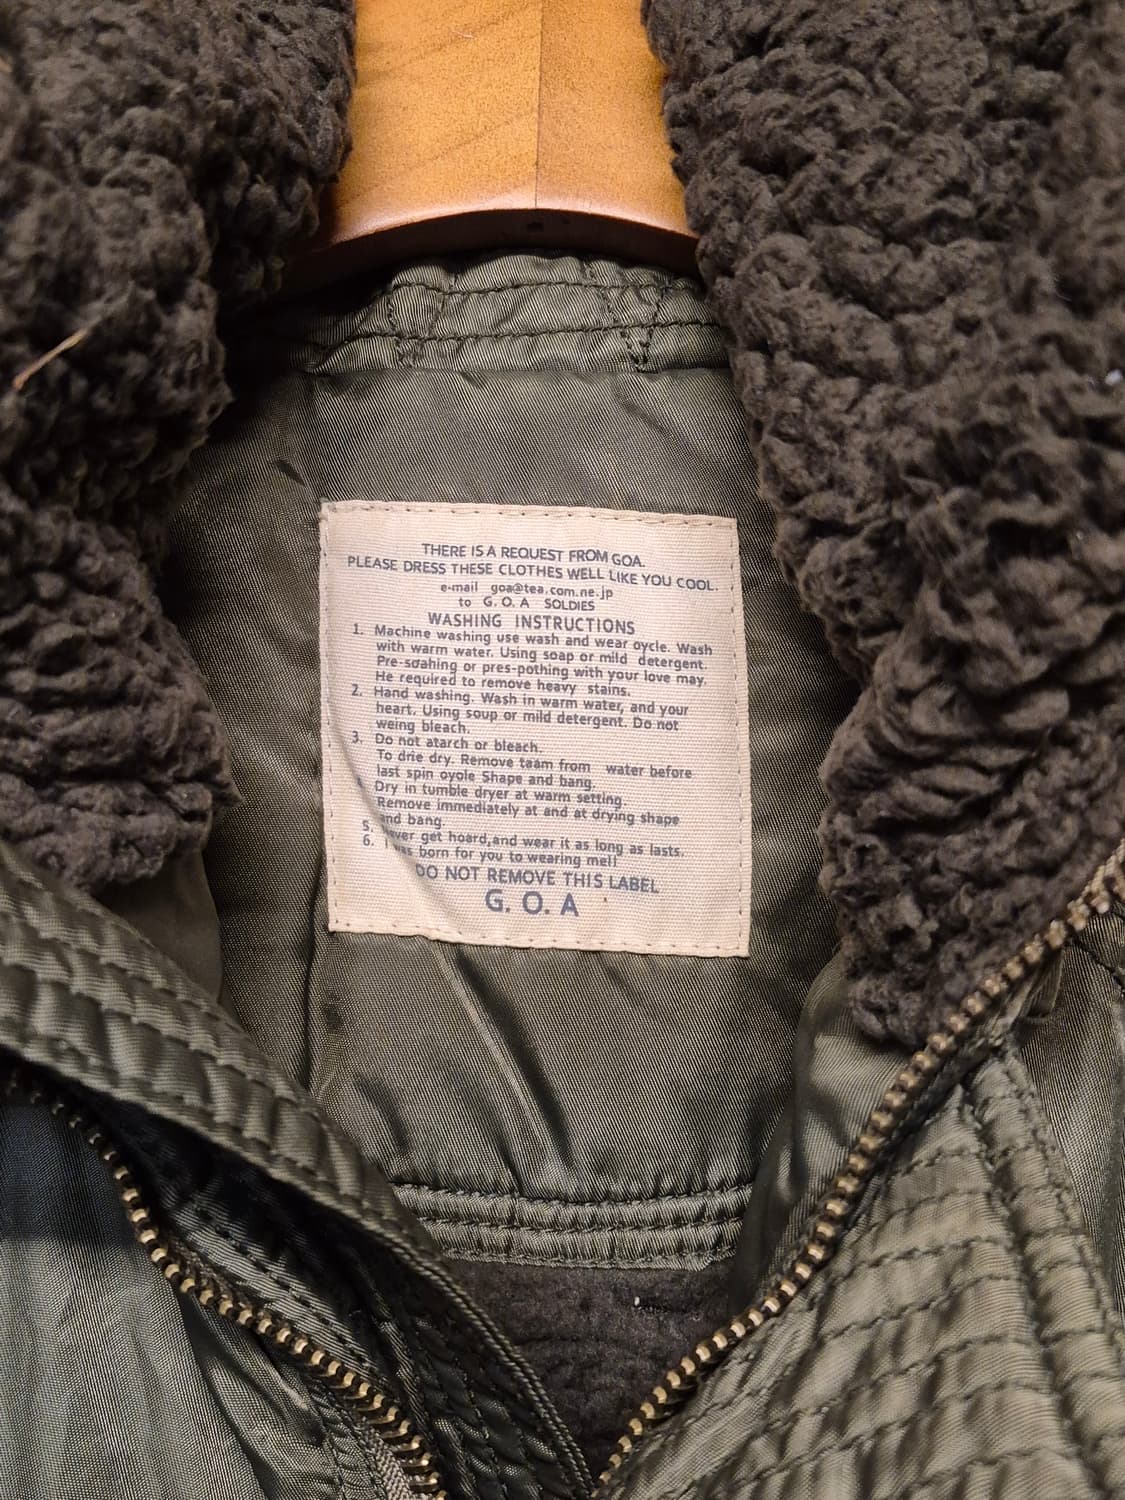 THERE IS A REQUEST FROM GOA.
PLEASE DRESS THESE CLOTHES WELL LIKE YOU COOL.
e-mail goa@tea.com.ne.jp
to G. O. A SOLDIES
WASHING INSTRUCTIONS
1. Machine washing use wash and wear oycle. Wash
with warm water. Using soap or mild detergent.
Pre-soahing or pres-pothing with your love may.
He required to remove heavy stains.
2. Hand washing. Wash in warm water, and your
heart. Using soup or mild detergent. Do not
weing bleach.
3. Do not atarch or bleach.
To drie dry. Remove taam from water before
last spin oyole Shape and bang.
Dry in tumble dryer at warm setting.
Remove immediately at and at drying shape
and bang.
5. never get hoard,and wear it as long as lasts.
6. I was born for you to wearing mell
DO NOT REMOVE THIS LABEL
G. O. A